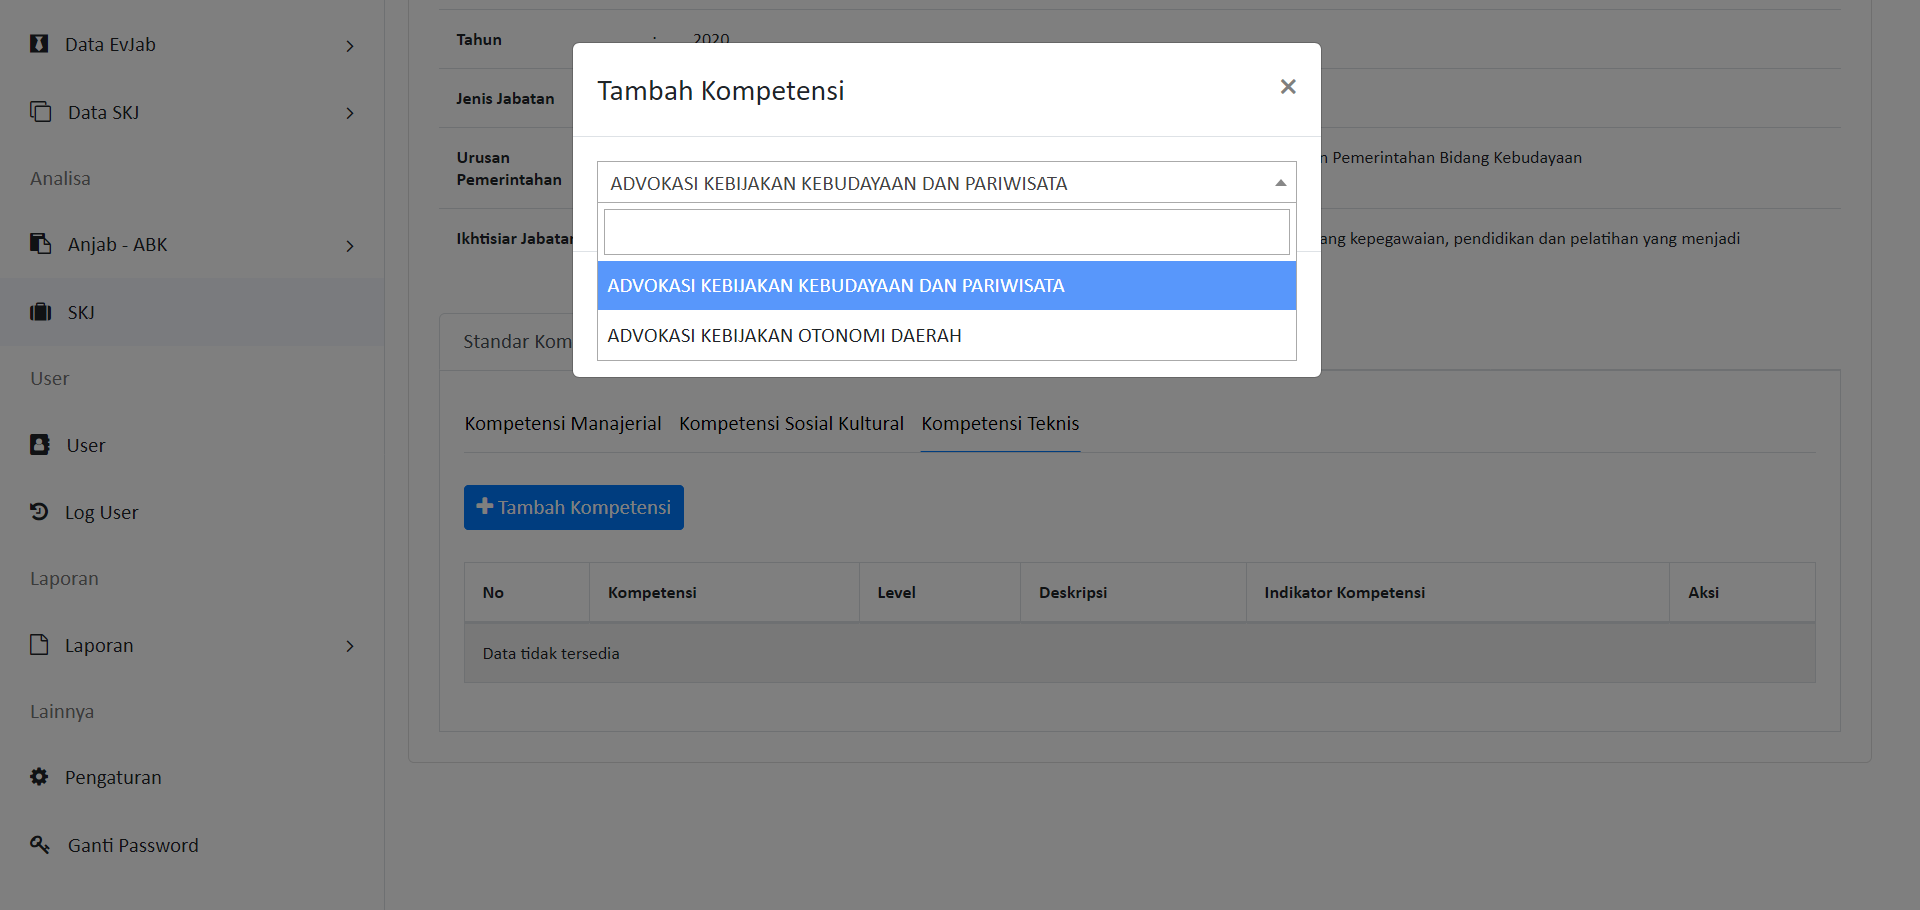 Data EvJab
Data SKJ
Analisa
Anjab - ABK
SKJ
User
User
Log User
Laporan
Laporan
Lainnya
Pengaturan
Ganti Password
Tahun : 2020
Jenis Jabatan
Urusan
Pemerintahan
Pemerintahan Bidang Kebudayaan
Ikhtisiar Jabatan
ang kepegawaian, pendidikan dan pelatihan yang menjadi
Tambah Kompetensi ×
ADVOKASI KEBIJAKAN KEBUDAYAAN DAN PARIWISATA
ADVOKASI KEBIJAKAN KEBUDAYAAN DAN PARIWISATA
ADVOKASI KEBIJAKAN OTONOMI DAERAH
Standar Kom
Kompetensi Manajerial Kompetensi Sosial Kultural Kompetensi Teknis
Tambah Kompetensi
No Kompetensi Level Deskripsi Indikator Kompetensi Aksi
Data tidak tersedia